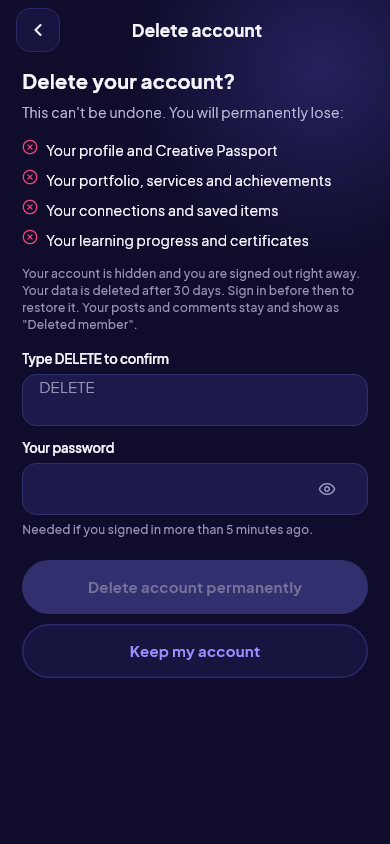 Delete account
Delete your account?
This can't be undone. You will permanently lose:
Your profile and Creative Passport
Your portfolio, services and achievements
Your connections and saved items
Your learning progress and certificates
Your account is hidden and you are signed out right away.
Your data is deleted after 30 days. Sign in before then to
restore it. Your posts and comments stay and show as
"Deleted member".
Type DELETE to confirm
DELETE
Your password
Needed if you signed in more than 5 minutes ago.
Delete account permanently
Keep my account